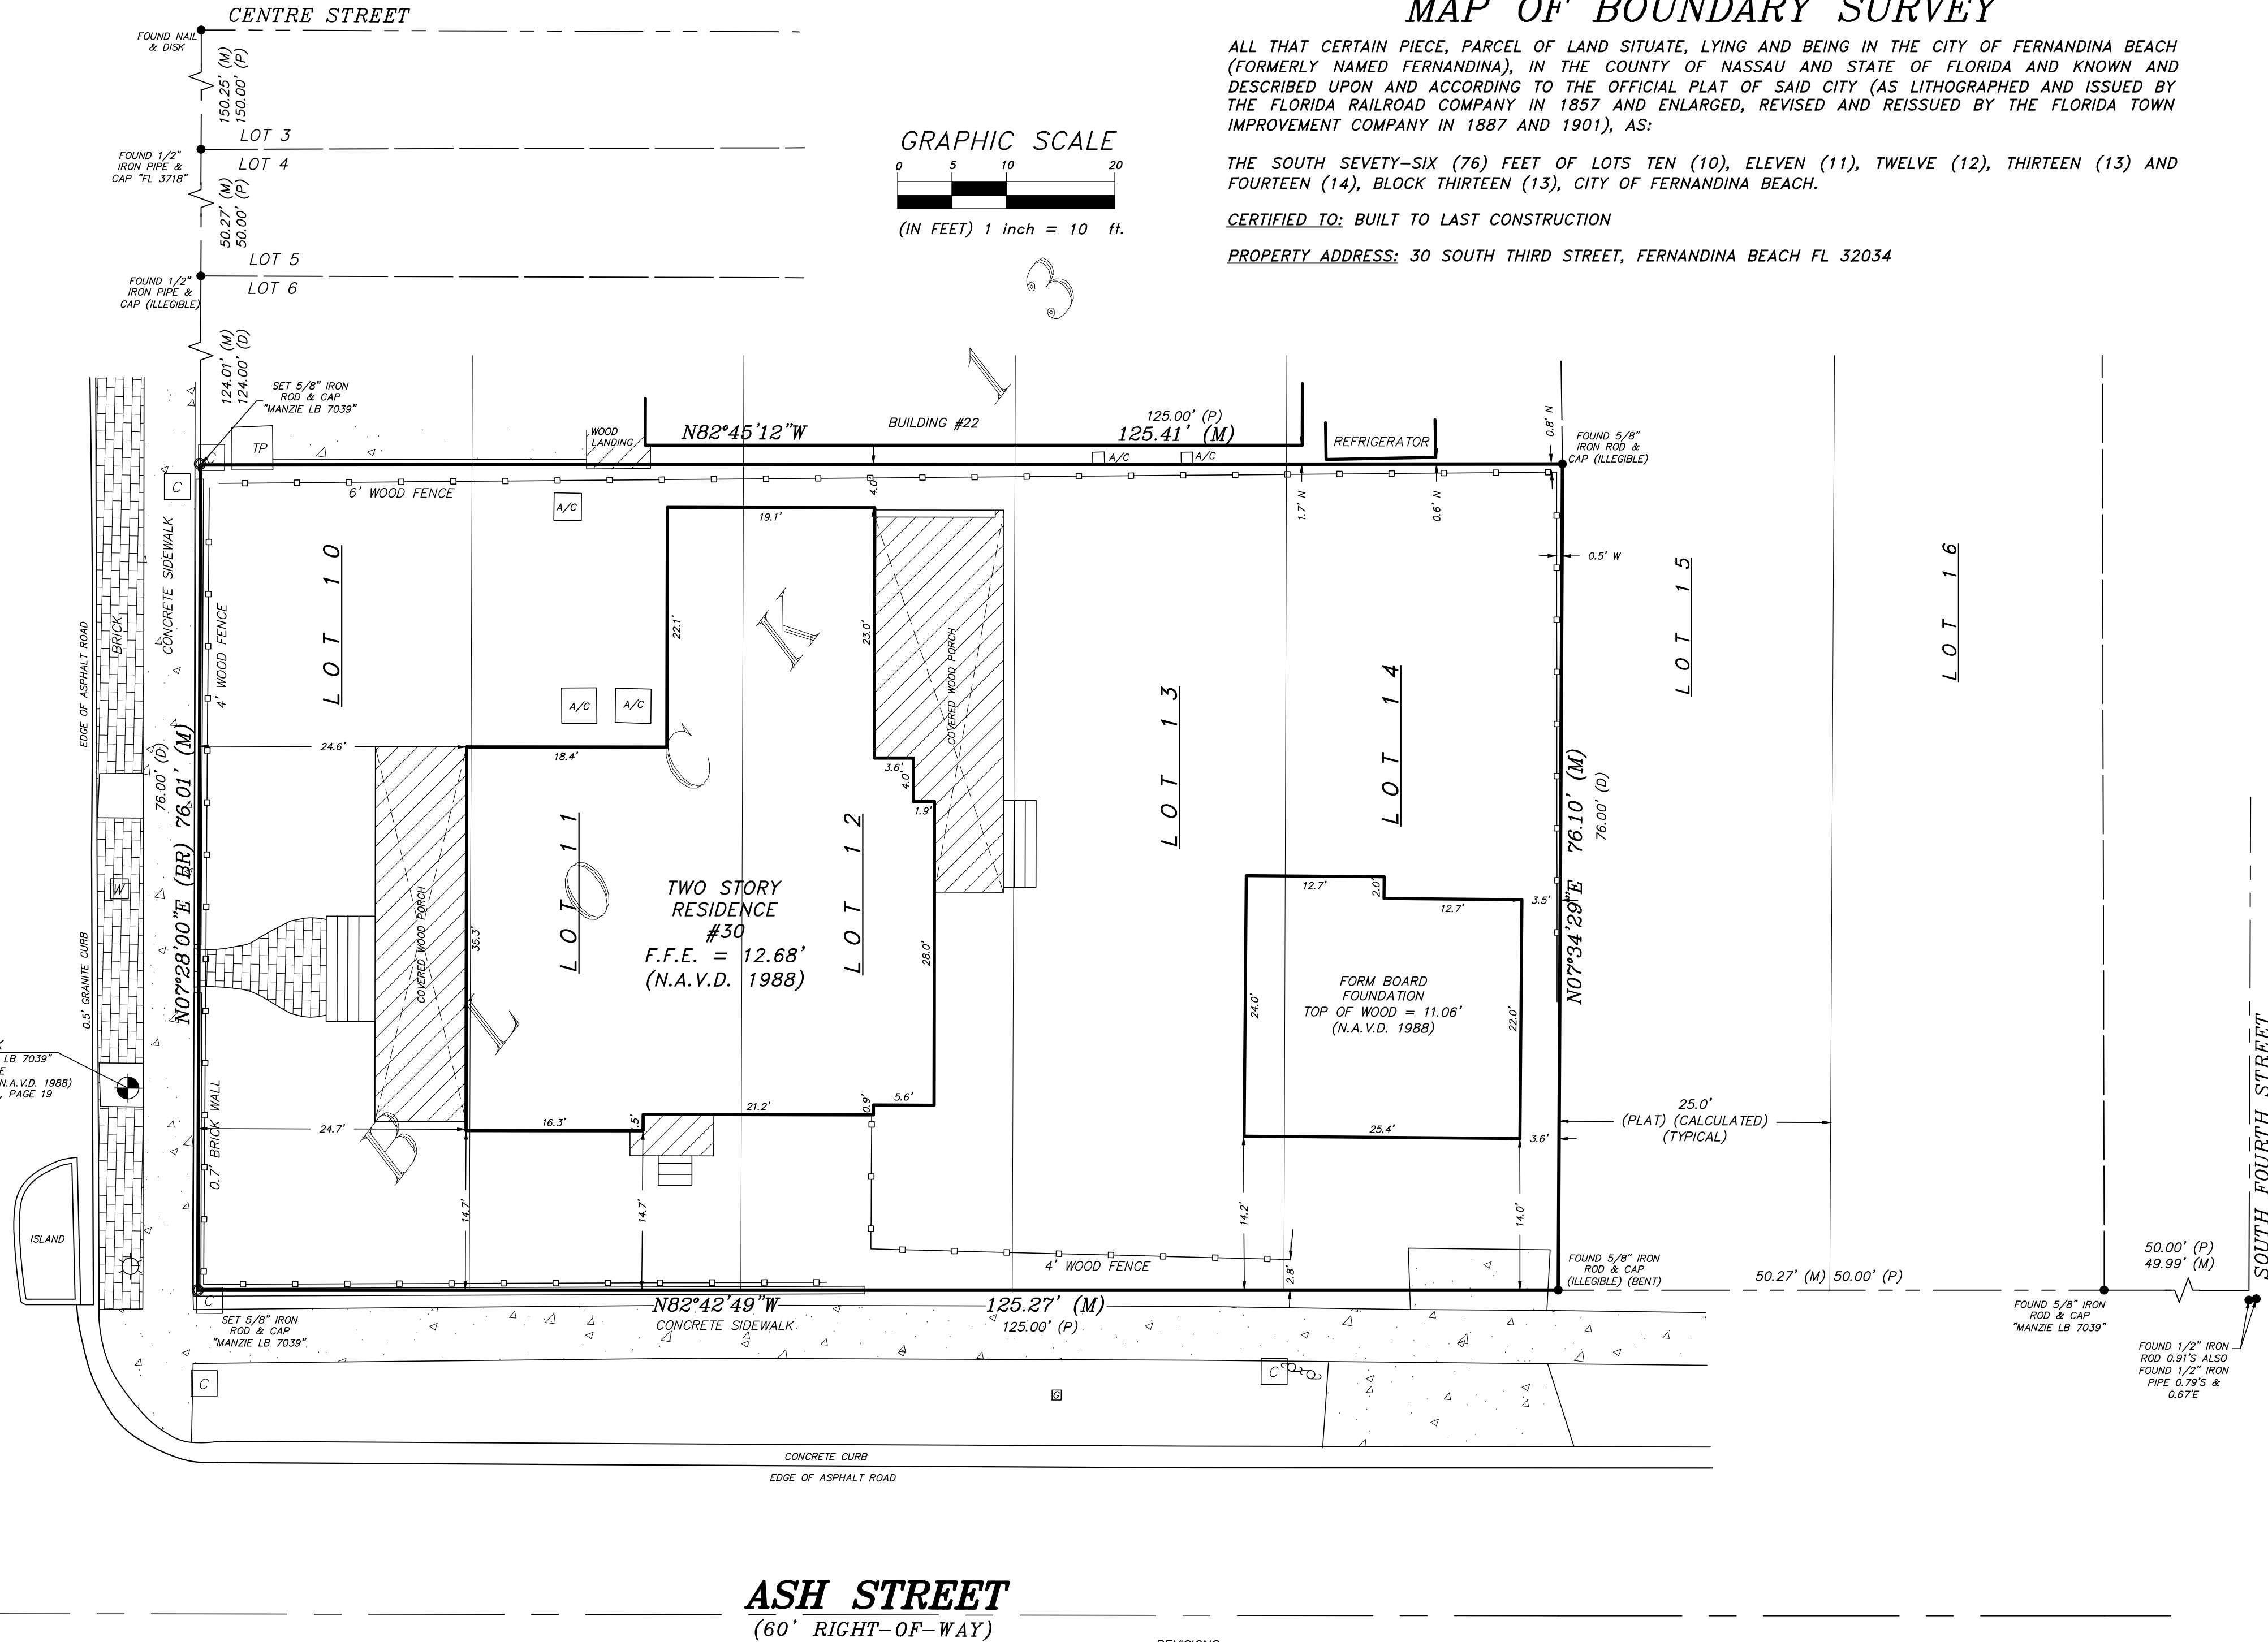 MAP OF BOUNDARY SURVEY
ALL THAT CERTAIN PIECE, PARCEL OF LAND SITUATE, LYING AND BEING IN THE CITY OF FERNANDINA BEACH
(FORMERLY NAMED FERNANDINA), IN THE COUNTY OF NASSAU AND STATE OF FLORIDA AND KNOWN AND
DESCRIBED UPON AND ACCORDING TO THE OFFICIAL PLAT OF SAID CITY (AS LITHOGRAPHED AND ISSUED BY
THE FLORIDA RAILROAD COMPANY IN 1857 AND ENLARGED, REVISED AND REISSUED BY THE FLORIDA TOWN
IMPROVEMENT COMPANY IN 1887 AND 1901), AS:
THE SOUTH SEVETY-SIX (76) FEET OF LOTS TEN (10), ELEVEN (11), TWELVE (12), THIRTEEN (13) AND
FOURTEEN (14), BLOCK THIRTEEN (13), CITY OF FERNANDINA BEACH.
CERTIFIED TO: BUILT TO LAST CONSTRUCTION
PROPERTY ADDRESS: 30 SOUTH THIRD STREET, FERNANDINA BEACH FL 32034
GRAPHIC SCALE
0 5 10 20
(IN FEET) 1 inch = 10 ft.
CENTRE STREET
FOUND NAIL
& DISK
150.25' (M)
150.00' (P)
LOT 3
LOT 4
FOUND 1/2"
IRON PIPE &
CAP "FL 3718"
50.27' (M)
50.00' (P)
LOT 5
LOT 6
FOUND 1/2"
IRON PIPE &
CAP (ILLEGIBLE)
124.01' (M)
124.00' (D)
SET 5/8" IRON
ROD & CAP
"MANZIE LB 7039"
TP
C
C
WOOD
LANDING
N82°45'12"W
BUILDING #22
125.00' (P)
125.41' (M)
A/C
A/C
REFRIGERATOR
0.8' N
FOUND 5/8"
IRON ROD &
CAP (ILLEGIBLE)
6' WOOD FENCE
A/C
4.0'
1.7' N
0.6' N
0.5' W
19.1'
BLOCK 13
LOT 10
LOT 11
LOT 12
LOT 13
LOT 14
LOT 15
LOT 16
EDGE OF ASPHALT ROAD
BRICK
CONCRETE SIDEWALK
4' WOOD FENCE
22.1'
23.0'
COVERED WOOD PORCH
A/C
A/C
24.6'
18.4'
3.6'
4.0'
1.9'
76.00' (D)
N07°28'00"E (BR) 76.01' (M)
N07°34'29"E 76.10' (M)
76.00' (D)
W
0.5' GRANITE CURB
COVERED WOOD PORCH
35.3'
TWO STORY
RESIDENCE
#30
F.F.E. = 12.68'
(N.A.V.D. 1988)
28.0'
12.7'
2.0'
12.7'
3.5'
24.0'
FORM BOARD
FOUNDATION
TOP OF WOOD = 11.06'
(N.A.V.D. 1988)
22.0'
25.4'
3.6'
LB 7039"
N.A.V.D. 1988)
, PAGE 19
0.7' BRICK WALL
24.7'
16.3'
21.2'
0.9'
5.6'
14.7'
14.7'
14.2'
14.0'
25.0'
(PLAT) (CALCULATED)
(TYPICAL)
ISLAND
4' WOOD FENCE
2.8'
FOUND 5/8" IRON
ROD & CAP
(ILLEGIBLE) (BENT)
50.27' (M) 50.00' (P)
50.00' (P)
49.99' (M)
SOUTH FOURTH STREET
C
SET 5/8" IRON
ROD & CAP
"MANZIE LB 7039"
N82°42'49"W
125.27' (M)
CONCRETE SIDEWALK
125.00' (P)
FOUND 5/8" IRON
ROD & CAP
"MANZIE LB 7039"
FOUND 1/2" IRON
ROD 0.91'S ALSO
FOUND 1/2" IRON
PIPE 0.79'S &
0.67'E
C
C
G
CONCRETE CURB
EDGE OF ASPHALT ROAD
ASH STREET
(60' RIGHT-OF-WAY)